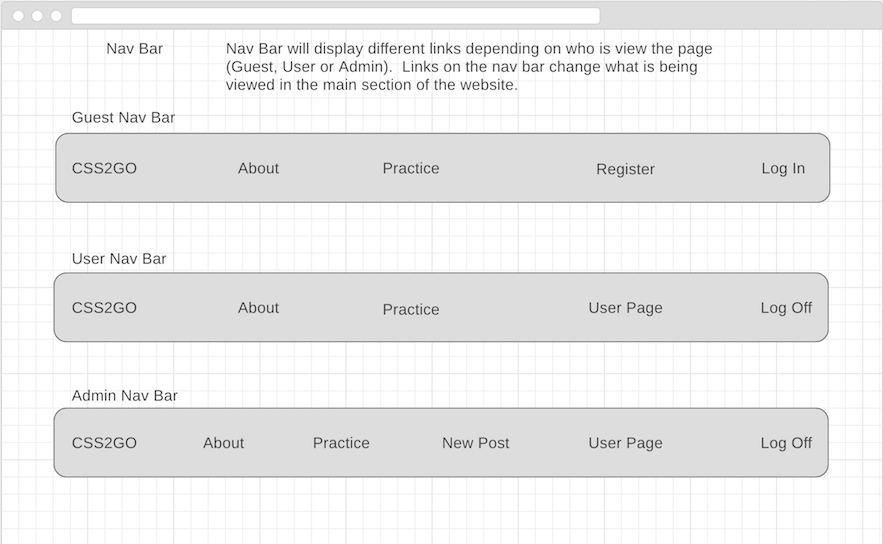 Nav Bar
Nav Bar will display different links depending on who is view the page
(Guest, User or Admin).  Links on the nav bar change what is being
viewed in the main section of the website.
Guest Nav Bar
CSS2GO About Practice Register Log In
User Nav Bar
CSS2GO About Practice User Page Log Off
Admin Nav Bar
CSS2GO About Practice New Post User Page Log Off